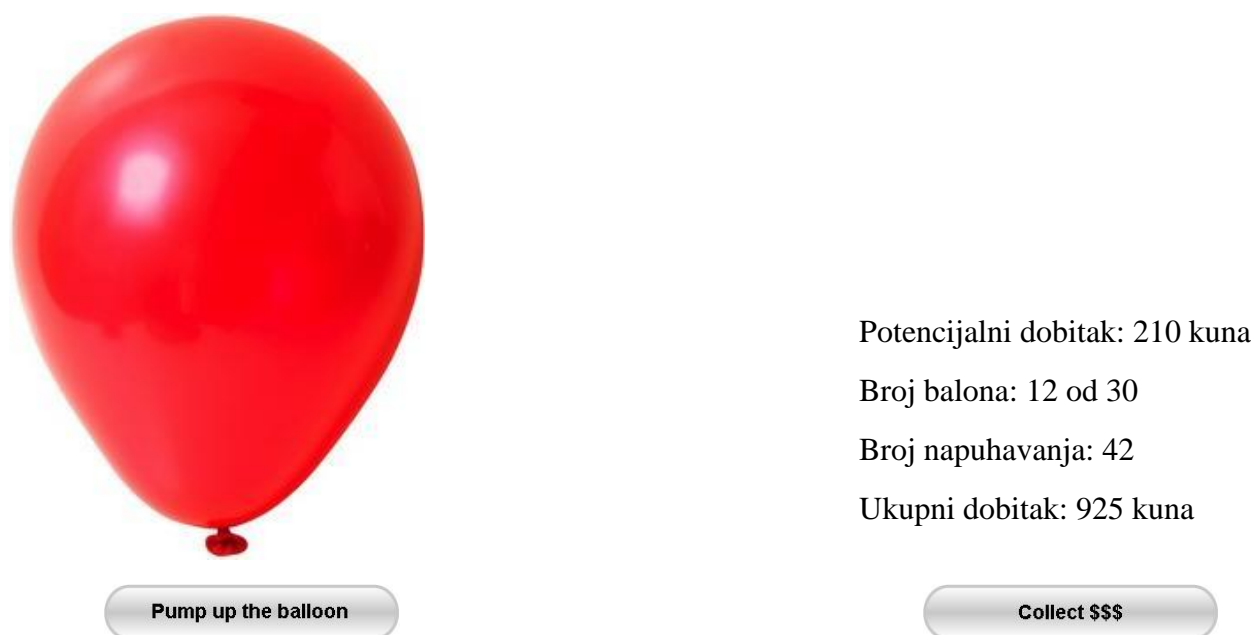 Potencijalni dobitak: 210 kuna
Broj balona: 12 od 30
Broj napuhavanja: 42
Ukupni dobitak: 925 kuna
Pump up the balloon
Collect $$$